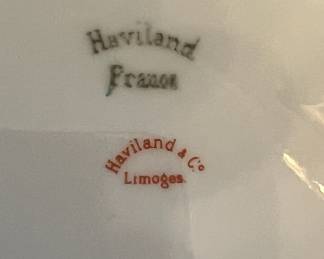 Haviland
France
Haviland & Co
Limoges.